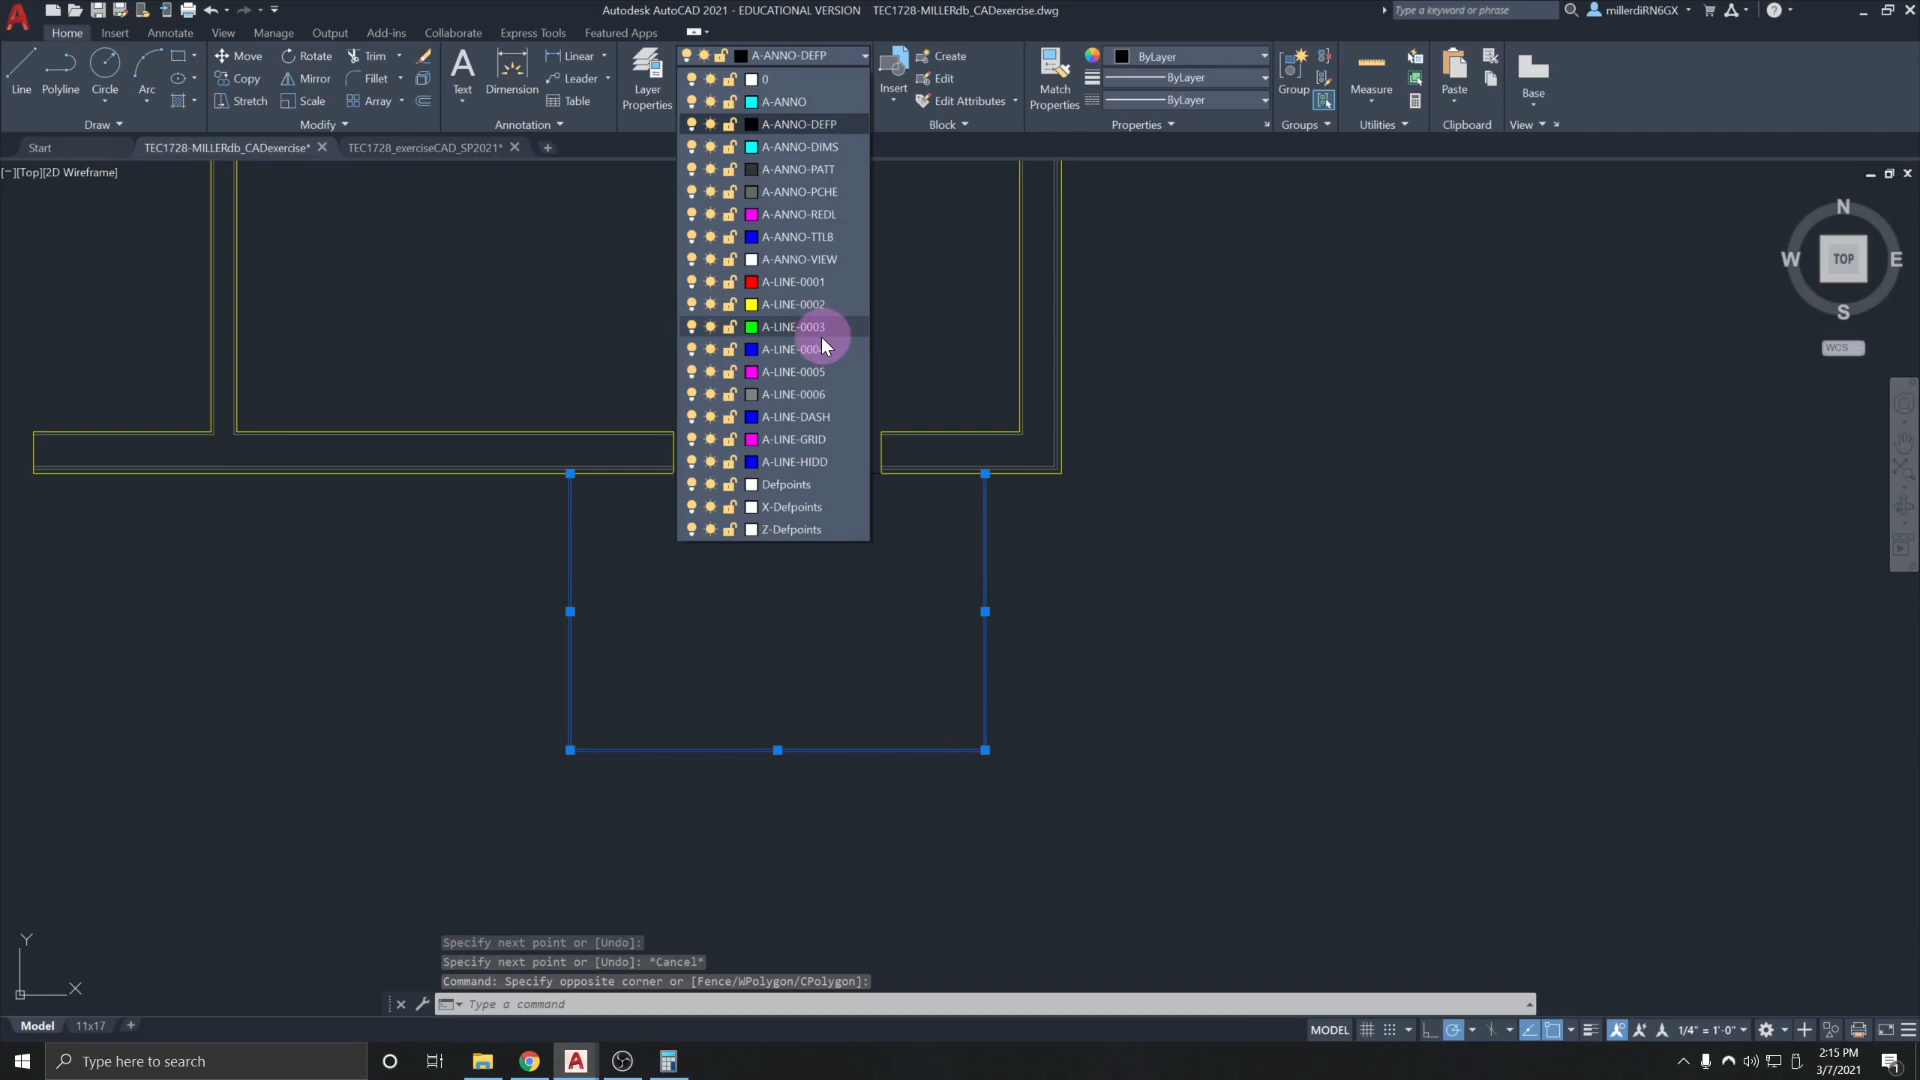 Autodesk AutoCAD 2021 - EDUCATIONAL VERSION TEC1728-MILLERdb_CADexercise.dwg
Type a keyword or phrase
millerdiRN6GX
Home Insert Annotate View Manage Output Add-ins Collaborate Express Tools Featured Apps
Line Polyline Circle Arc
Move Rotate Trim
Copy Mirror Fillet
Stretch Scale Array
Text Dimension
Linear
Leader
Table
Layer
Properties
A-ANNO-DEFP
Insert
Create
Edit
Edit Attributes
Match
Properties
ByLayer
ByLayer
ByLayer
Group
Measure
Paste
Base
Draw Modify Annotation Block Properties Groups Utilities Clipboard View
Start TEC1728-MILLERdb_CADexercise* TEC1728_exerciseCAD_SP2021*
[−][Top][2D Wireframe]
0
A-ANNO
A-ANNO-DEFP
A-ANNO-DIMS
A-ANNO-PATT
A-ANNO-PCHE
A-ANNO-REDL
A-ANNO-TTLB
A-ANNO-VIEW
A-LINE-0001
A-LINE-0002
A-LINE-0003
A-LINE-0005
A-LINE-0006
A-LINE-DASH
A-LINE-GRID
A-LINE-HIDD
Defpoints
X-Defpoints
Z-Defpoints
N
W TOP E
S
WCS
Y
X
Specify next point or [Undo]:
Specify next point or [Undo]: *Cancel*
Command: Specify opposite corner or [Fence/WPolygon/CPolygon]:
Type a command
Model 11x17
MODEL
1/4" = 1'-0"
Type here to search
2:15 PM
3/7/2021
1